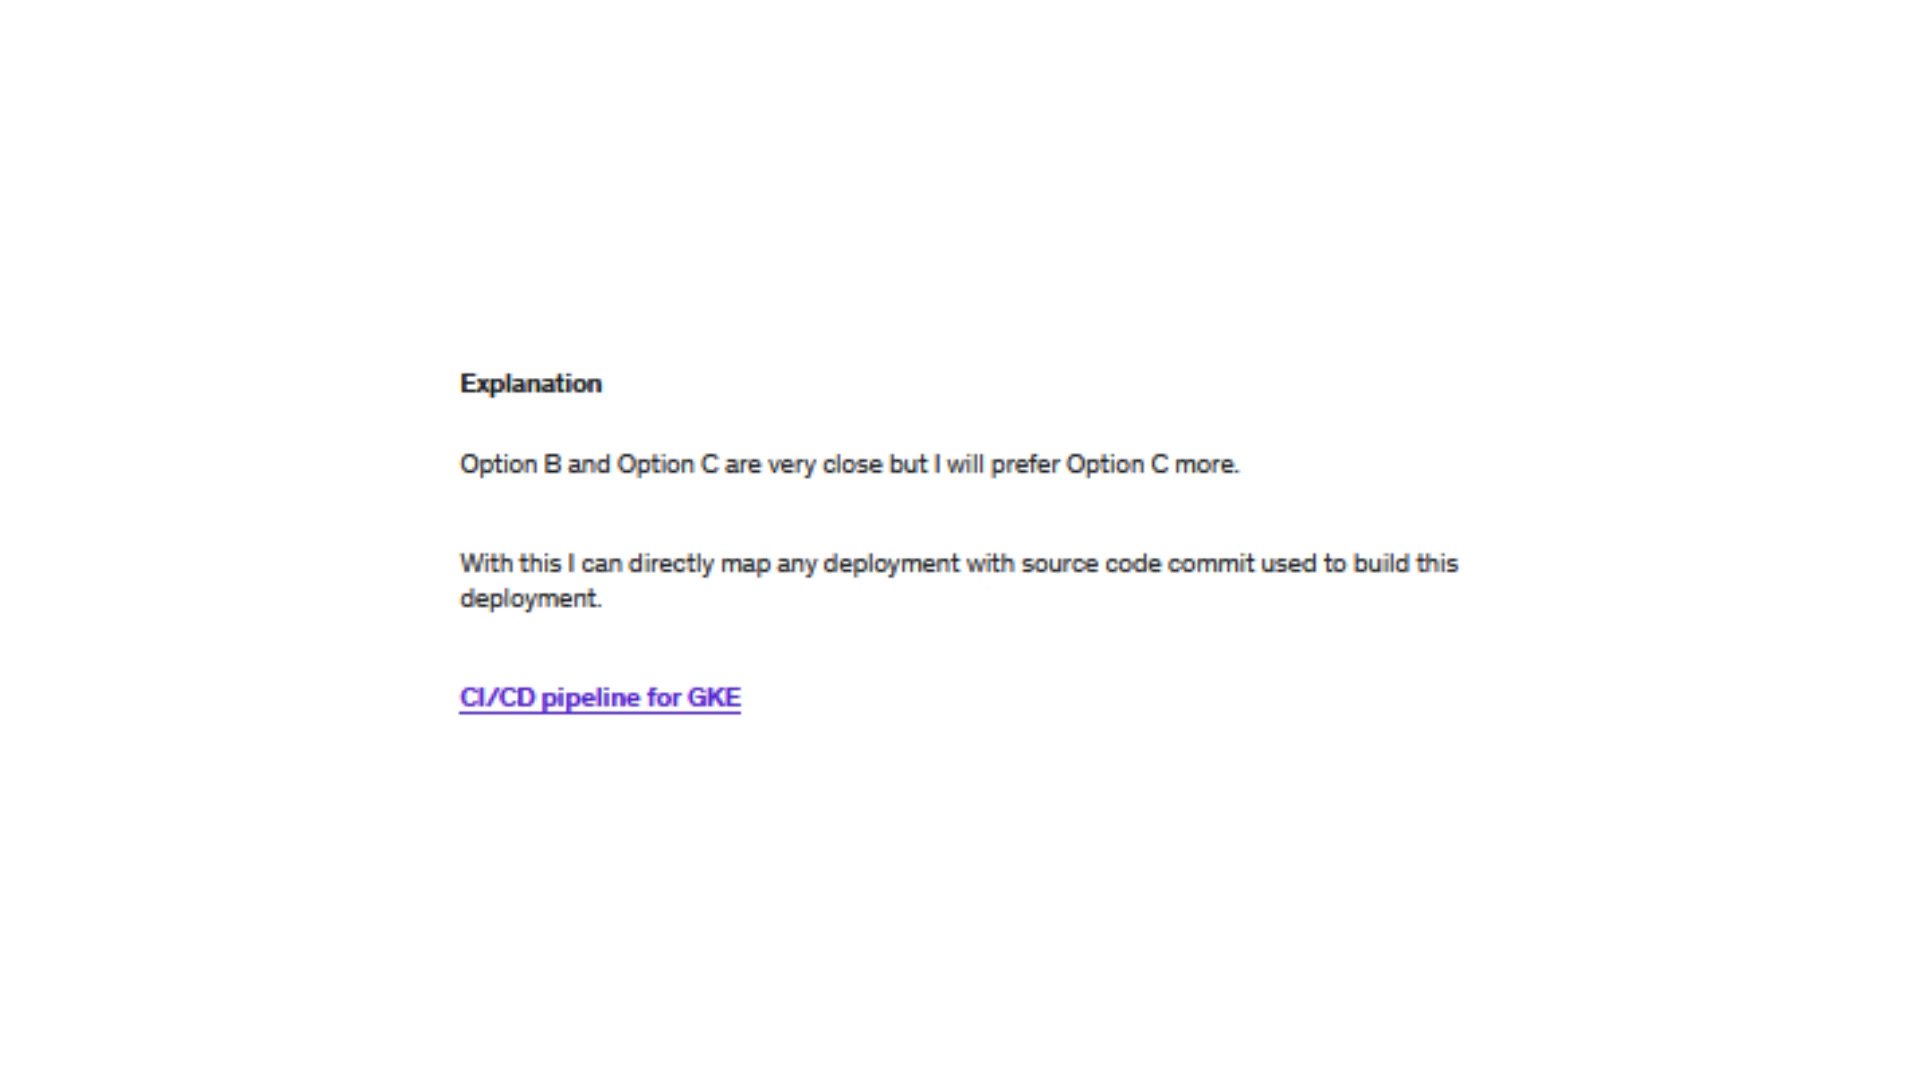 Explanation
Option B and Option C are very close but I will prefer Option C more.
With this I can directly map any deployment with source code commit used to build this
deployment.
CI/CD pipeline for GKE